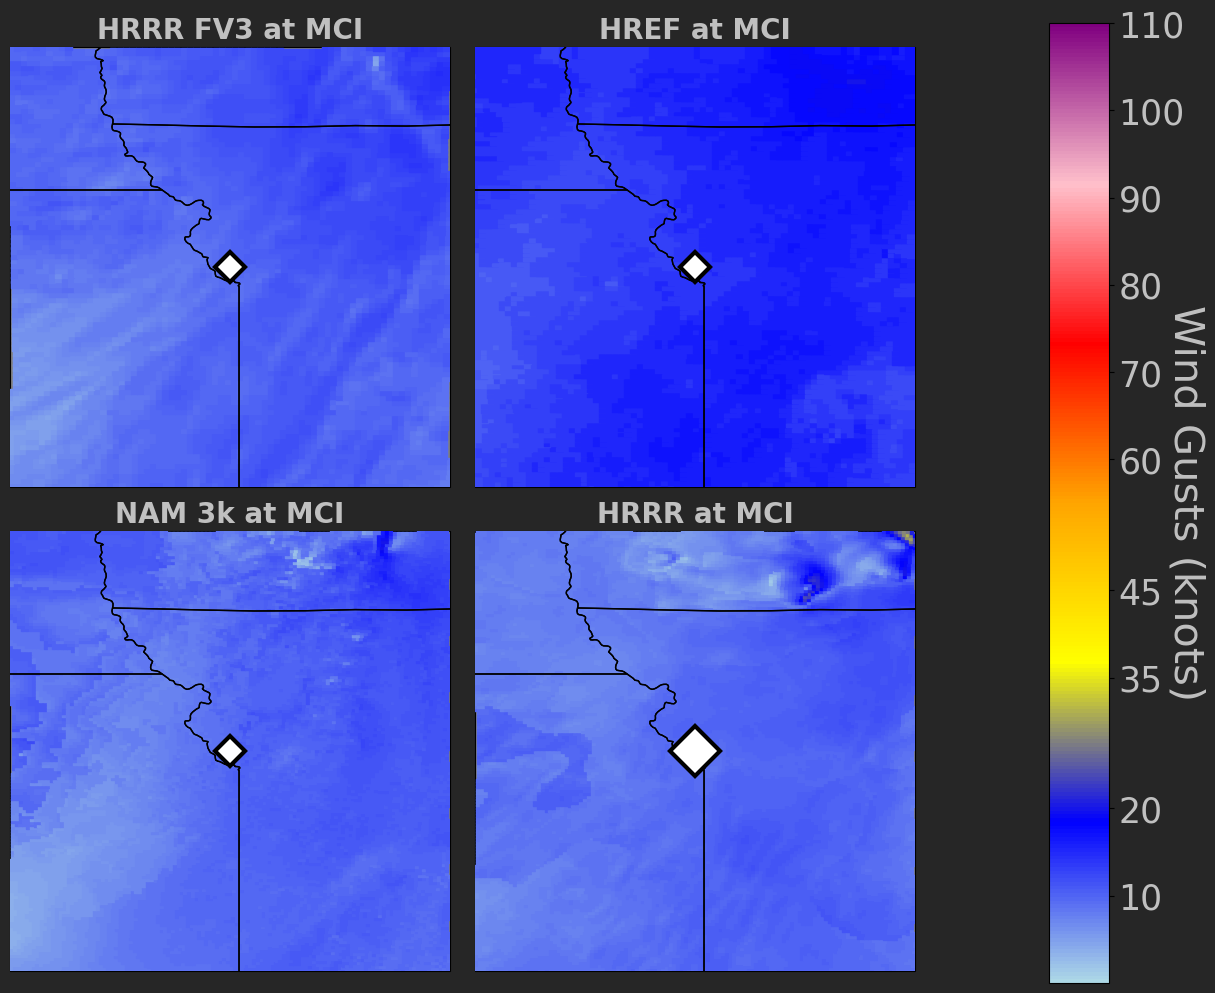 HRRR FV3 at MCI
HREF at MCI
NAM 3k at MCI
HRRR at MCI
110
100
90
80
70
60
45
35
20
10
Wind Gusts (knots)